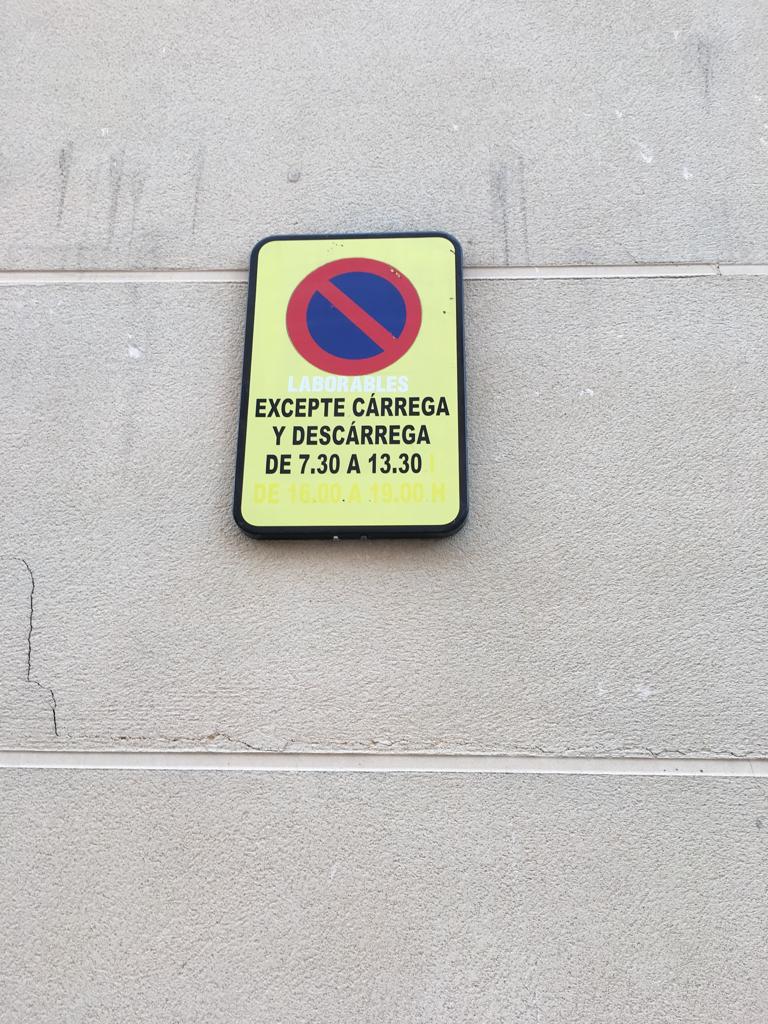 LABORABLES
EXCEPTE CÁRREGA
Y DESCÁRREGA
DE 7.30 A 13.30 I
DE 16.00 A 19.00 H